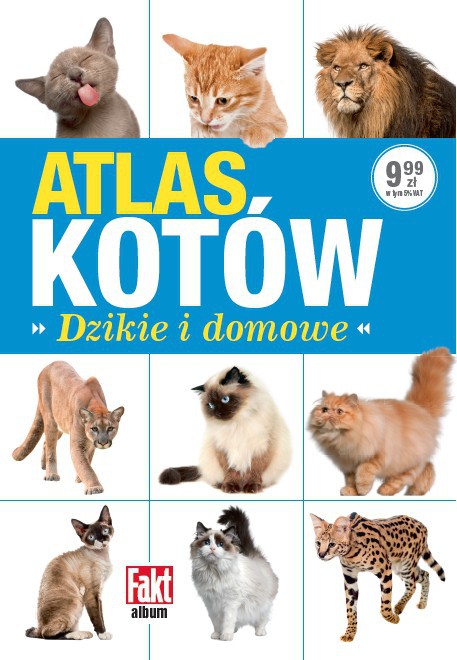 ATLAS
KOTÓW
Dzikie i domowe
9 99
zł
w tym 5% VAT
Fakt
album